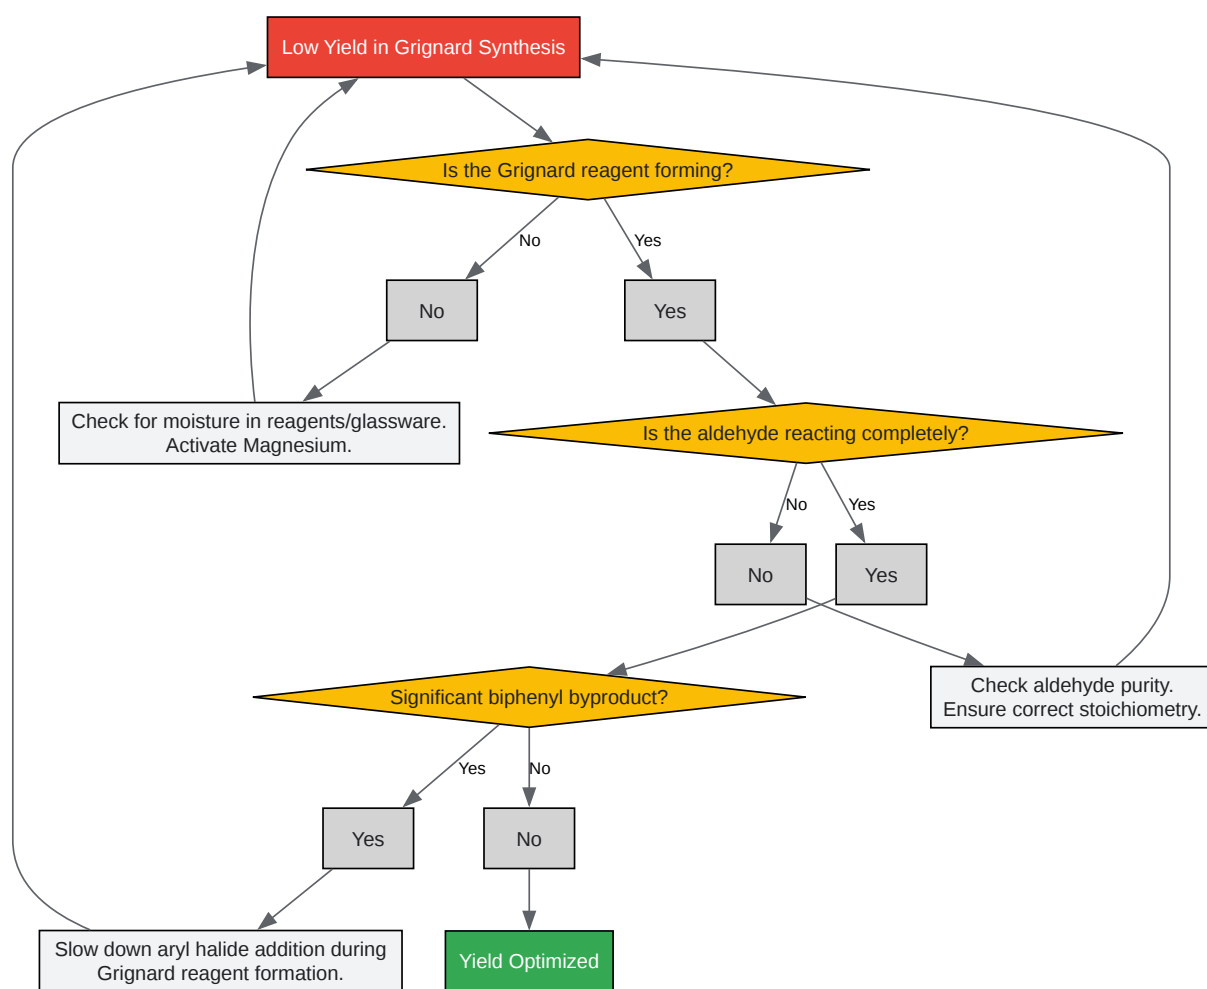 Low Yield in Grignard Synthesis
Is the Grignard reagent forming?
No
Yes
No
Yes
Check for moisture in reagents/glassware.
Activate Magnesium.
Is the aldehyde reacting completely?
No
Yes
No
Yes
Check aldehyde purity.
Ensure correct stoichiometry.
Significant biphenyl byproduct?
Yes
No
Yes
No
Slow down aryl halide addition during
Grignard reagent formation.
Yield Optimized